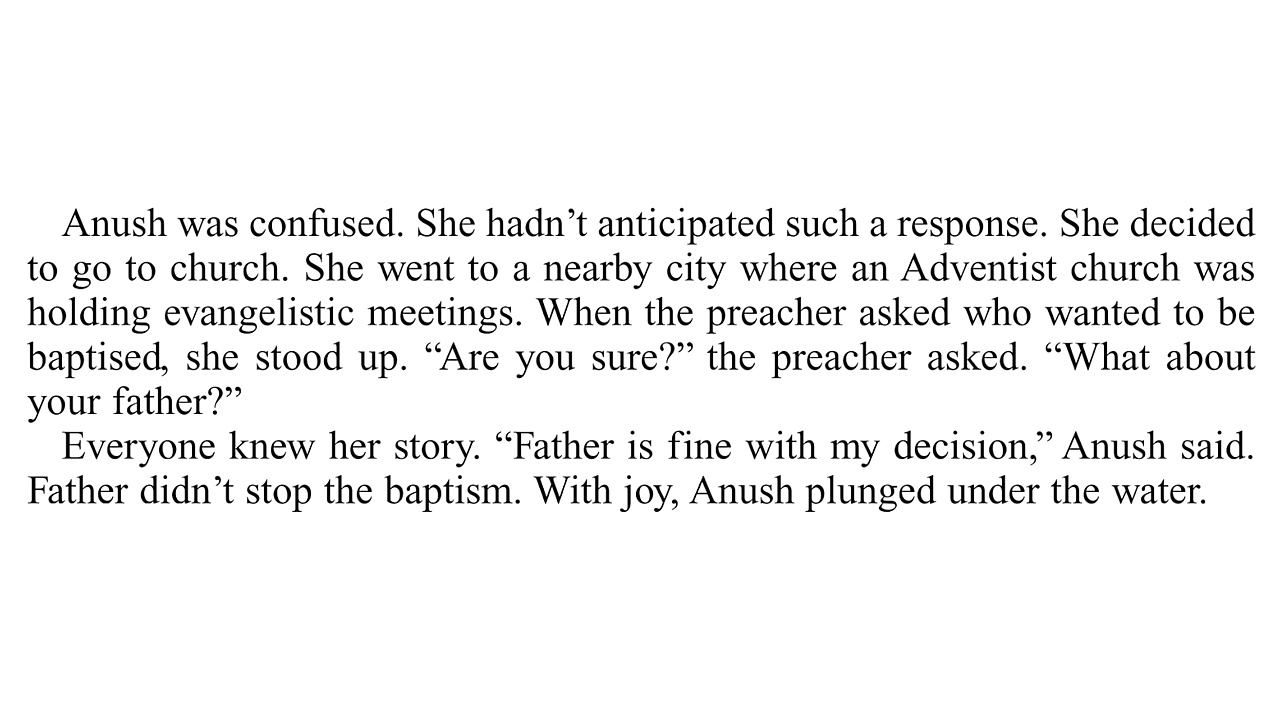 Anush was confused. She hadn’t anticipated such a response. She decided
to go to church. She went to a nearby city where an Adventist church was
holding evangelistic meetings. When the preacher asked who wanted to be
baptised, she stood up. “Are you sure?” the preacher asked. “What about
your father?”
Everyone knew her story. “Father is fine with my decision,” Anush said.
Father didn’t stop the baptism. With joy, Anush plunged under the water.